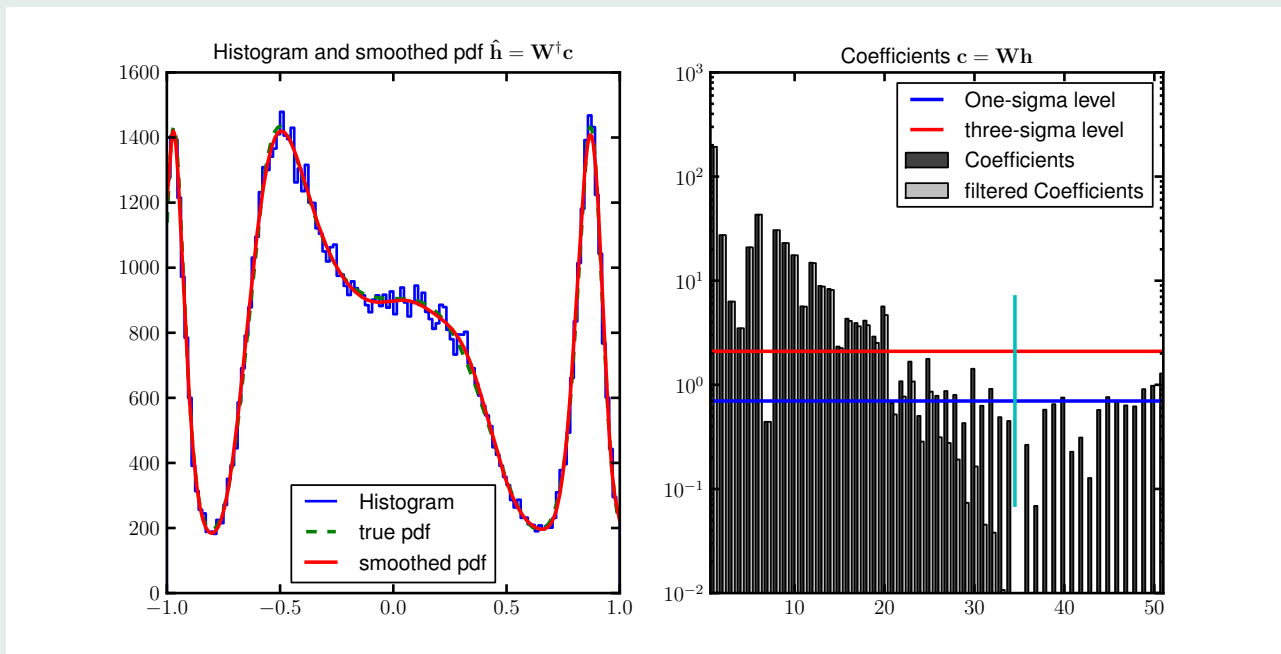 Histogram and smoothed pdf ĥ = W†c
1600
1400
1200
1000
800
600
400
200
0
−1.0
−0.5
0.0
0.5
1.0
Histogram
true pdf
smoothed pdf
Coefficients c = Wh
10³
10²
10¹
10⁰
10⁻¹
10⁻²
10
20
30
40
50
One-sigma level
three-sigma level
Coefficients
filtered Coefficients